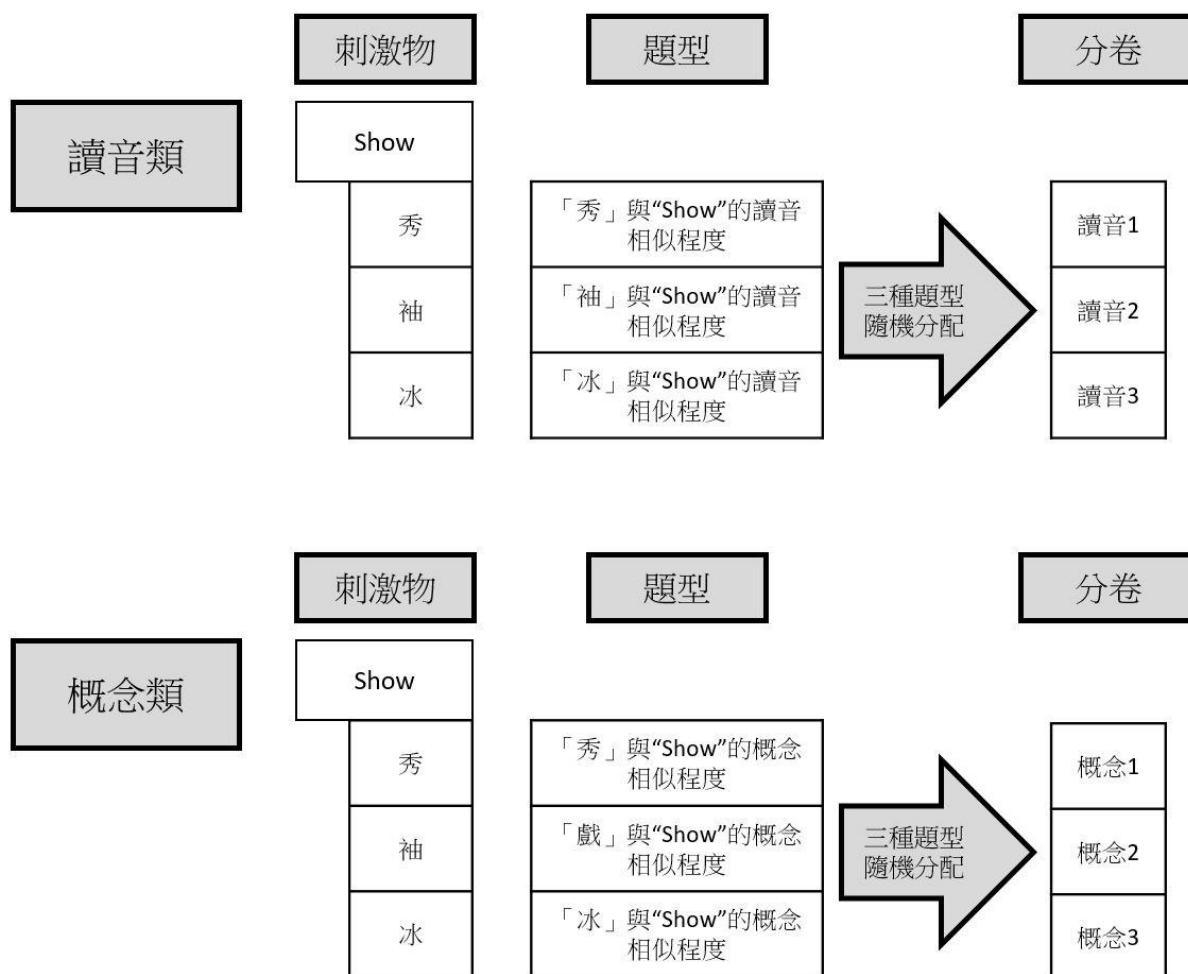 刺激物
題型
分卷
讀音類
Show
秀
「秀」與“Show”的讀音
相似程度
讀音1
袖
「袖」與“Show”的讀音
相似程度
三種題型
隨機分配
讀音2
冰
「冰」與“Show”的讀音
相似程度
讀音3
刺激物
題型
分卷
概念類
Show
秀
「秀」與“Show”的概念
相似程度
概念1
袖
「戲」與“Show”的概念
相似程度
三種題型
隨機分配
概念2
冰
「冰」與“Show”的概念
相似程度
概念3